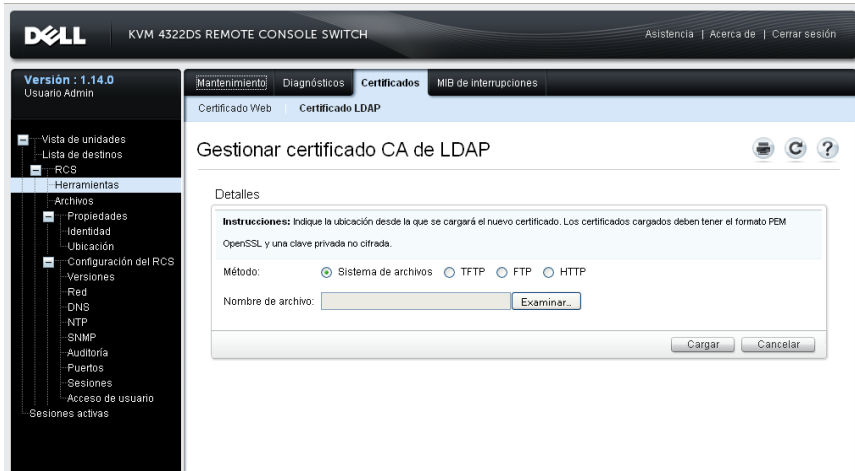 DELL
KVM 4322DS REMOTE CONSOLE SWITCH
Asistencia | Acerca de | Cerrar sesión
Versión : 1.14.0
Usuario Admin
Mantenimiento Diagnósticos Certificados MIB de interrupciones
Certificado Web Certificado LDAP
Vista de unidades
Lista de destinos
RCS
Herramientas
Archivos
Propiedades
Identidad
Ubicación
Configuración del RCS
Versiones
Red
DNS
NTP
SNMP
Auditoría
Puertos
Sesiones
Acceso de usuario
Sesiones activas
Gestionar certificado CA de LDAP
Detalles
Instrucciones: Indique la ubicación desde la que se cargará el nuevo certificado. Los certificados cargados deben tener el formato PEM
OpenSSL y una clave privada no cifrada.
Método: Sistema de archivos TFTP FTP HTTP
Nombre de archivo: Examinar...
Cargar Cancelar